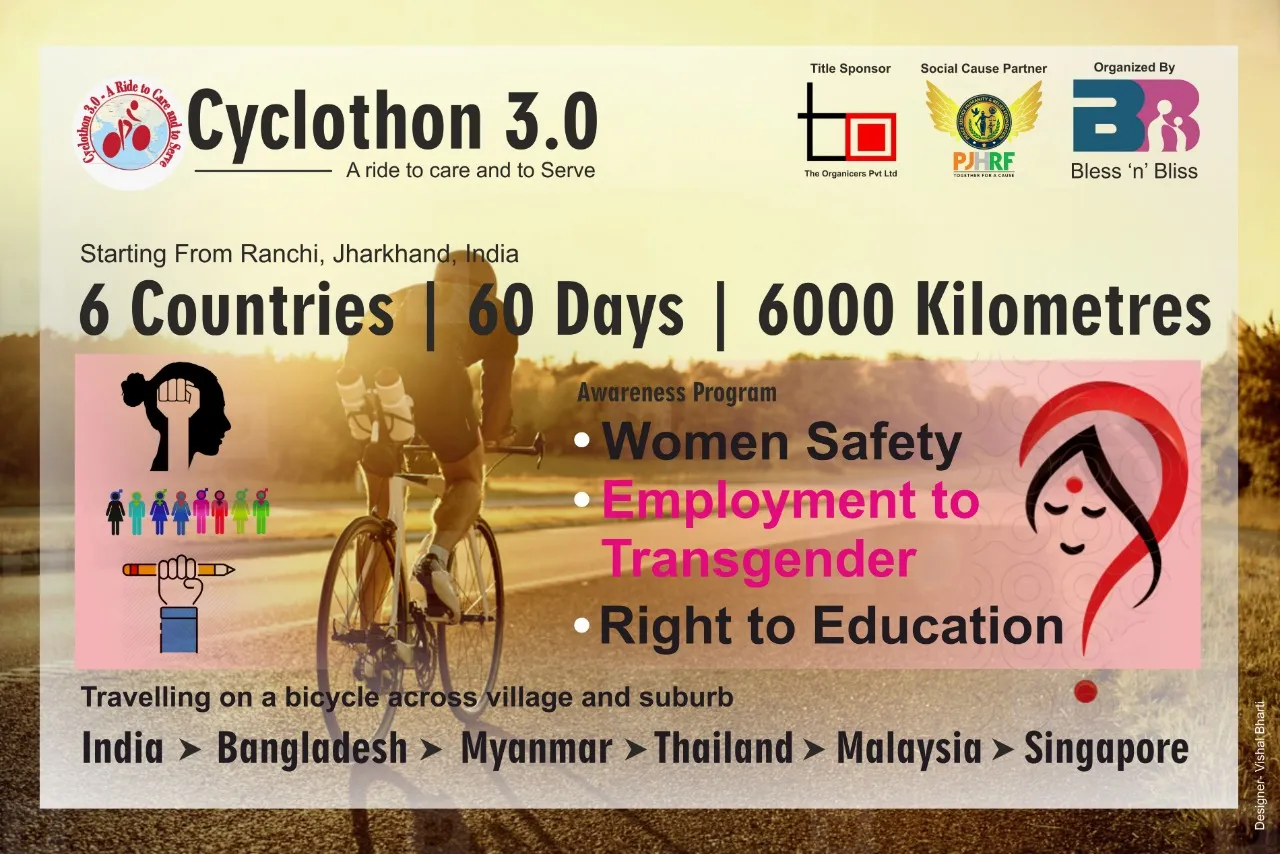 Cyclothon 3.0 - A Ride to Care and to Serve
Cyclothon 3.0
A ride to care and to Serve
Title Sponsor
The Organicers Pvt Ltd
Social Cause Partner
PJHRF
TOGETHER FOR A CAUSE
Organized By
BB
Bless ‘n’ Bliss
Starting From Ranchi, Jharkhand, India
6 Countries | 60 Days | 6000 Kilometres
Awareness Program
• Women Safety
• Employment to
Transgender
• Right to Education
Travelling on a bicycle across village and suburb
India ➤ Bangladesh ➤ Myanmar ➤ Thailand ➤ Malaysia ➤ Singapore
Designer- Vishal Bharti